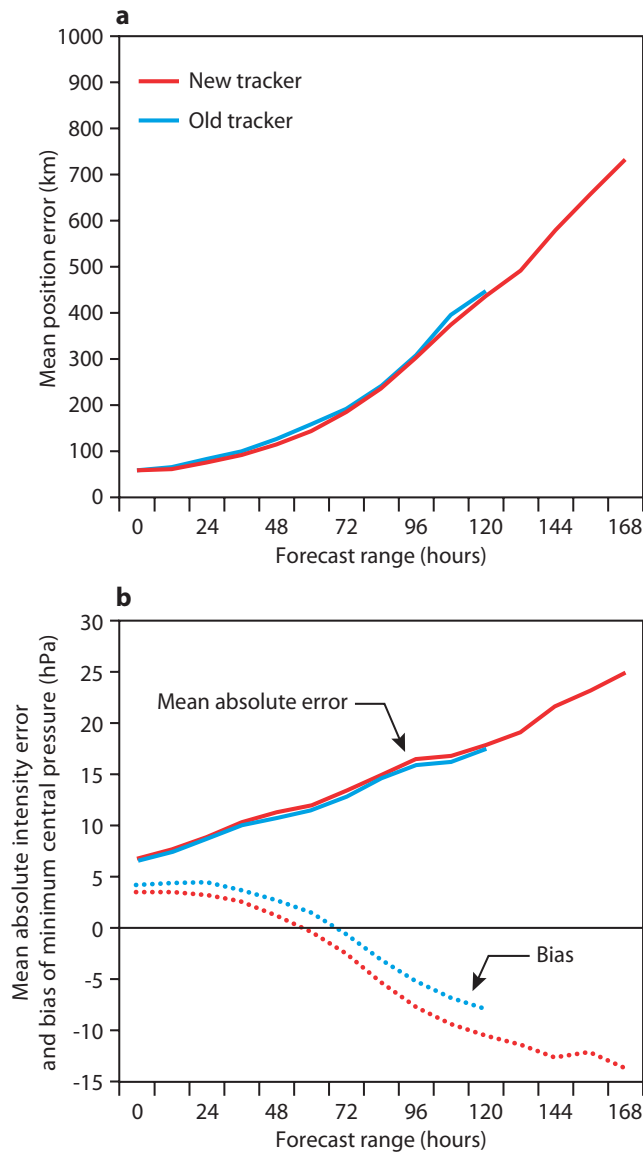 a
1000
900
800
700
600
500
400
300
200
100
0
Mean position error (km)
New tracker
Old tracker
0 24 48 72 96 120 144 168
Forecast range (hours)
b
30
25
20
15
10
5
0
-5
-10
-15
Mean absolute intensity error
and bias of minimum central pressure (hPa)
Mean absolute error
Bias
0 24 48 72 96 120 144 168
Forecast range (hours)